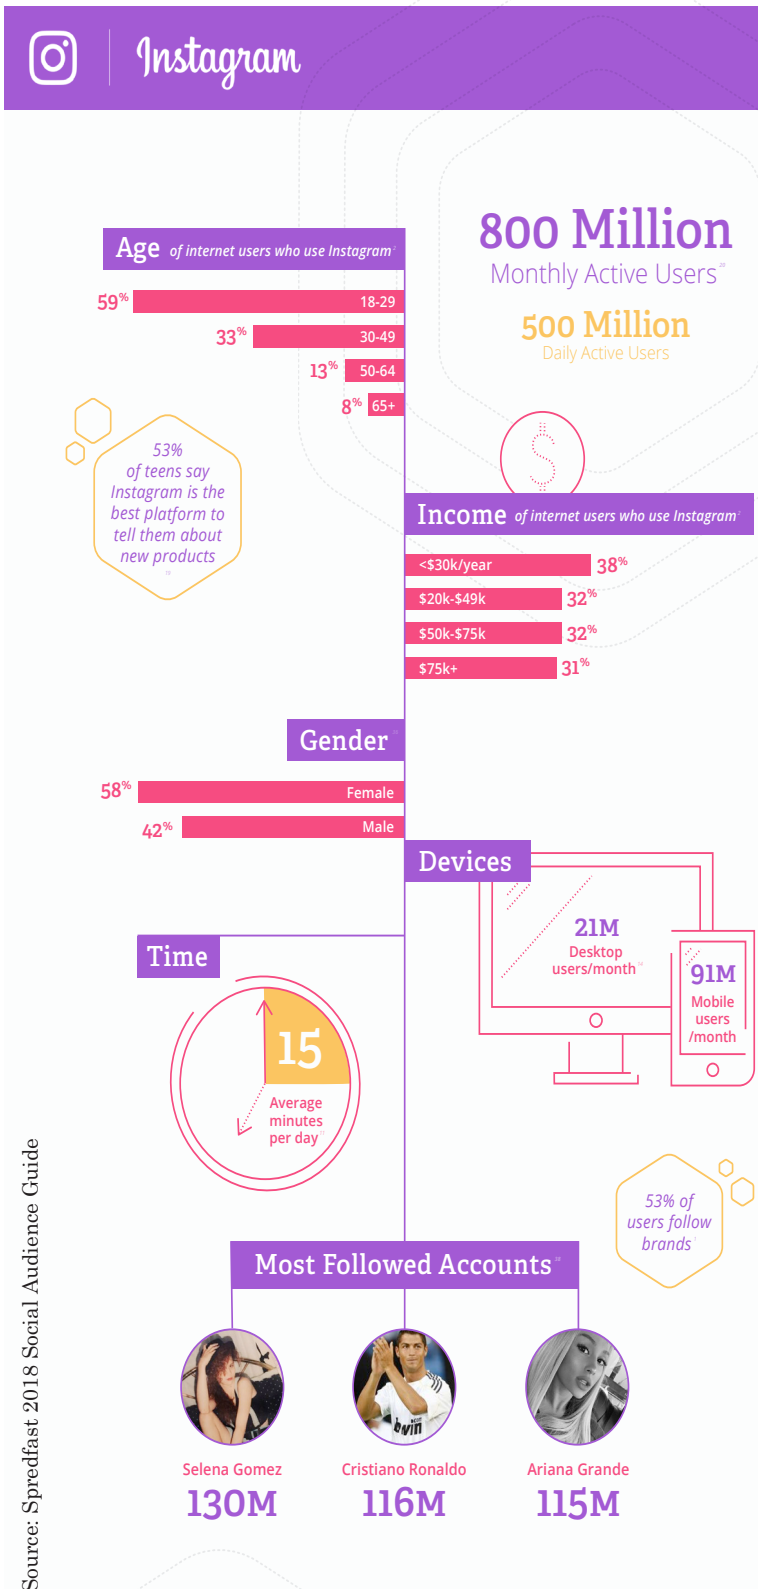 Instagram
800 Million
Monthly Active Users
500 Million
Daily Active Users
Age of internet users who use Instagram 2
59% 18-29
33% 30-49
13% 50-64
8% 65+
53%
of teens say
Instagram is the
best platform to
tell them about
new products
$
Income of internet users who use Instagram 2
<$30k/year 38%
$20k-$49k 32%
$50k-$75k 32%
$75k+ 31%
Gender
58% Female
42% Male
Devices
21M
Desktop
users/month
91M
Mobile
users
/month
Time
15
Average
minutes
per day
53% of
users follow
brands
Most Followed Accounts
bwin
Selena Gomez
130M
Cristiano Ronaldo
116M
Ariana Grande
115M
Source: Spredfast 2018 Social Audience Guide